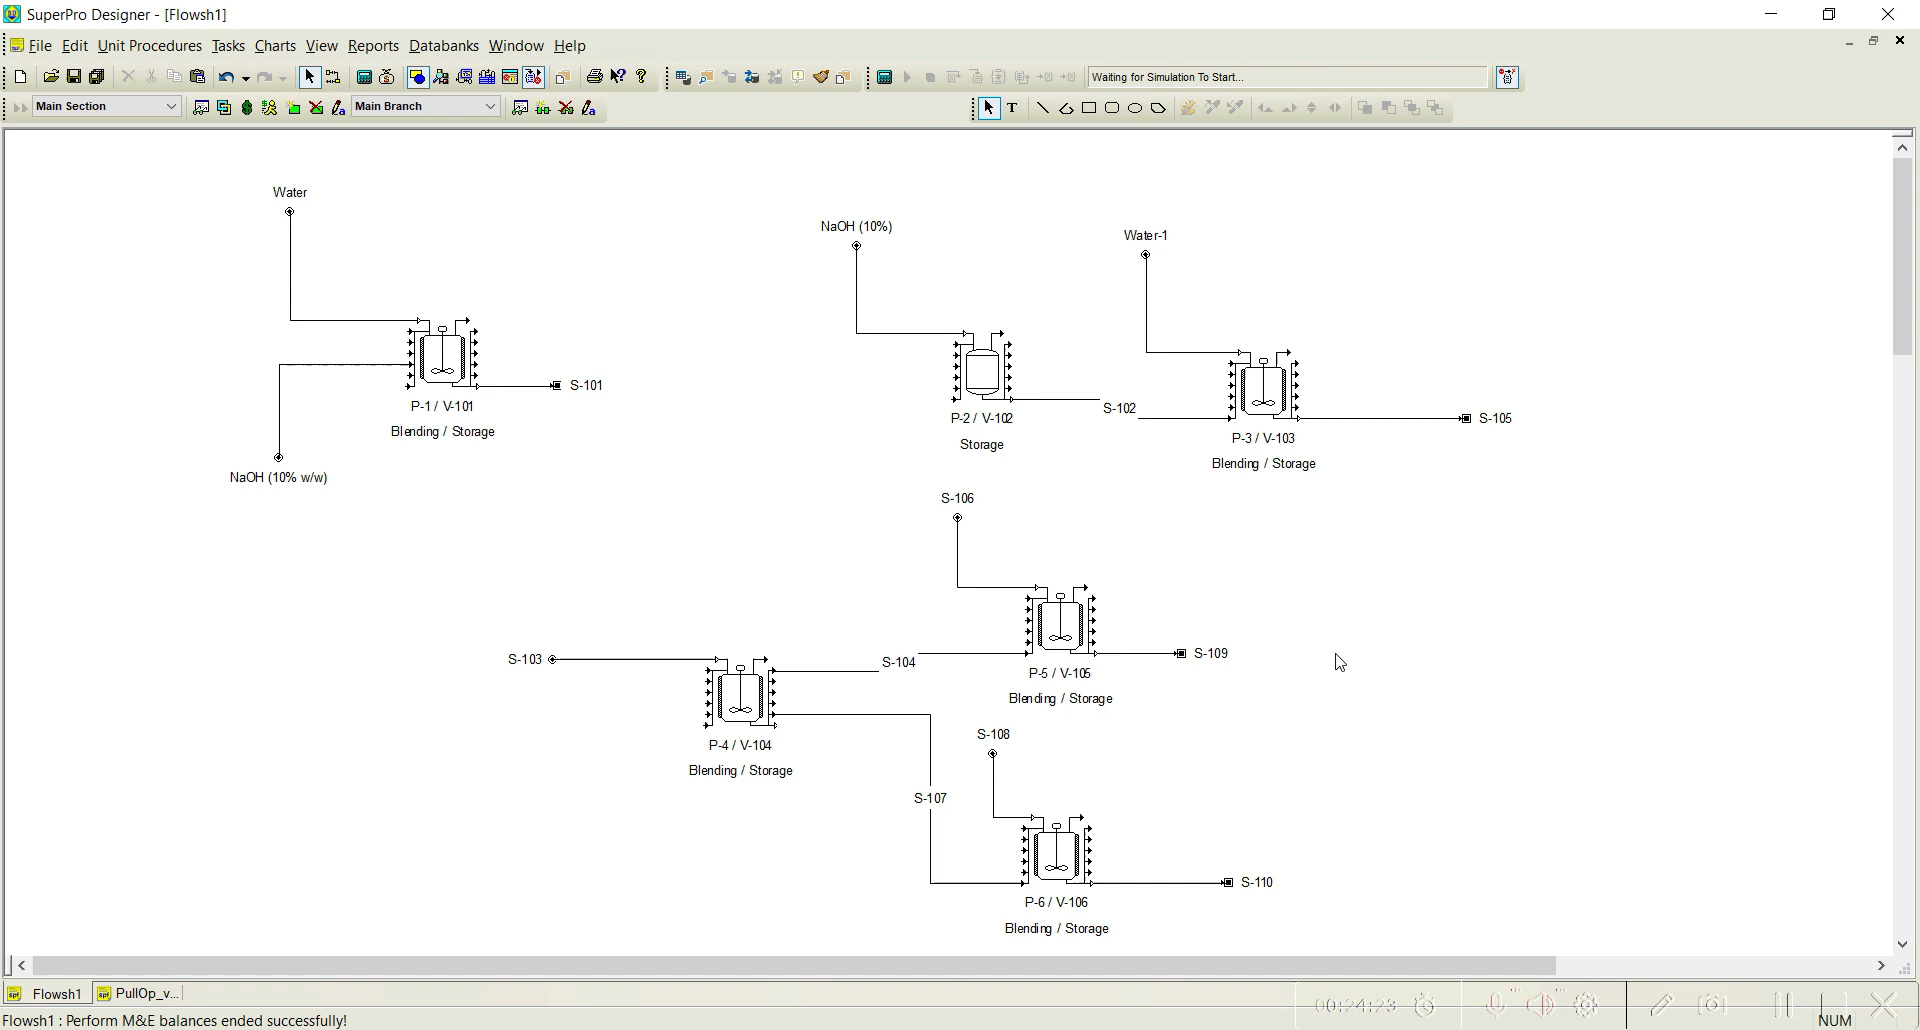 SuperPro Designer - [Flowsh1]
File Edit Unit Procedures Tasks Charts View Reports Databanks Window Help
Waiting for Simulation To Start...
Main Section
Main Branch
T
Water
NaOH (10%)
Water-1
S-101
P-1 / V-101
Blending / Storage
NaOH (10% w/w)
S-102
P-2 / V-102
Storage
S-105
P-3 / V-103
Blending / Storage
S-106
S-103
S-104
S-109
P-5 / V-105
Blending / Storage
P-4 / V-104
Blending / Storage
S-108
S-107
S-110
P-6 / V-106
Blending / Storage
Flowsh1
PullOp_v...
00:24:23
Flowsh1 : Perform M&E balances ended successfully!
NUM